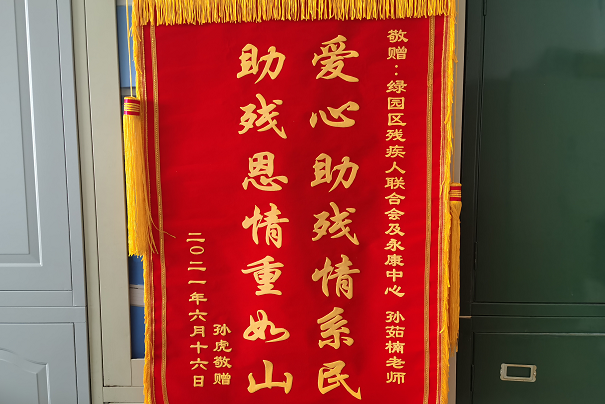 敬赠：绿园区残疾人联合会及永康中心 孙茹楠老师
爱心助残情系民
助残恩情重如山
孙虎敬赠
二〇二一年六月十六日